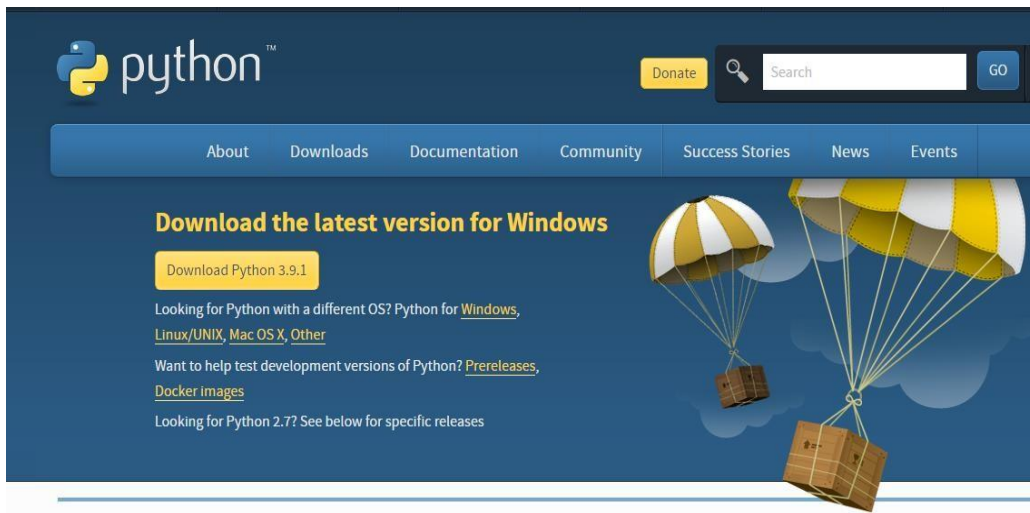 python™
Donate
Search
GO
About Downloads Documentation Community Success Stories News Events
Download the latest version for Windows
Download Python 3.9.1
Looking for Python with a different OS? Python for Windows,
Linux/UNIX, Mac OS X, Other
Want to help test development versions of Python? Prereleases,
Docker images
Looking for Python 2.7? See below for specific releases